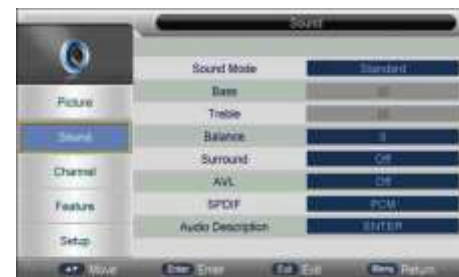 Sound
Sound Mode Standard
Bass
Treble
Balance 0
Surround Off
AVL Off
SPDIF PCM
Audio Description ENTER
Picture
Sound
Channel
Feature
Setup
Move Enter Enter Exit Exit Menu Return